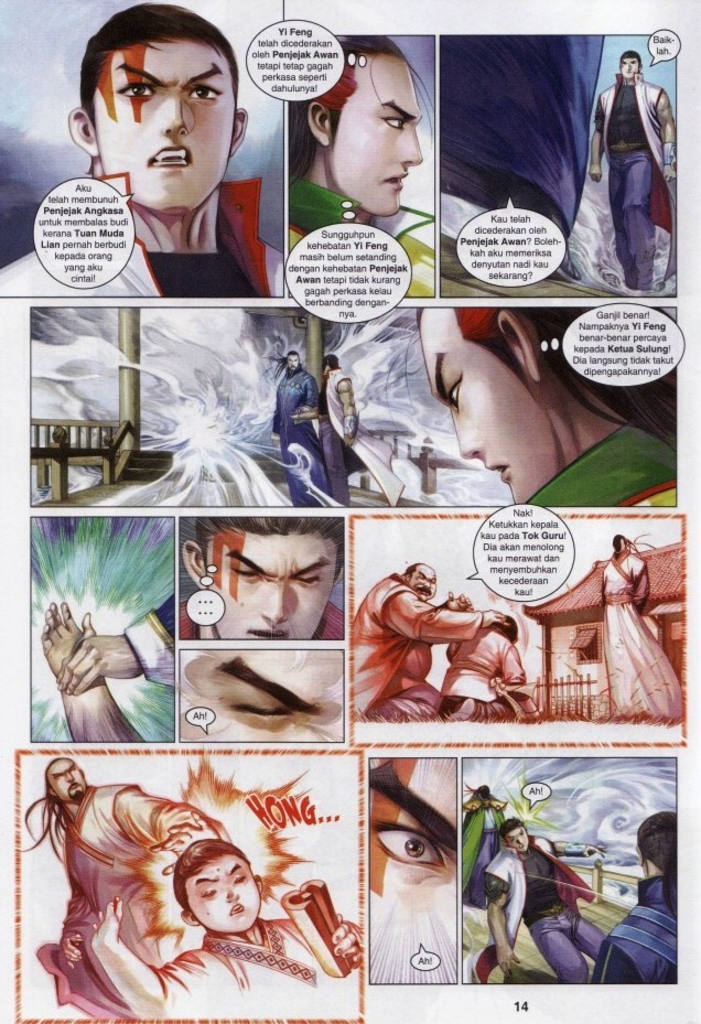 Yi Feng
telah dicederakan
oleh Penjejak Awan
tetapi tetap gagah
perkasa seperti
dahulunya!
Baik-
lah.
Aku
telah membunuh
Penjejak Angkasa
untuk membalas budi
kerana Tuan Muda
Lian pernah berbudi
kepada orang
yang aku
cintai!
Sungguhpun
kehebatan Yi Feng
masih belum setanding
dengan kehebatan Penjejak
Awan tetapi tidak kurang
gagah perkasa kelau
berbanding dengan-
nya.
Kau telah
dicederakan oleh
Penjejak Awan? Boleh-
kah aku memeriksa
denyutan nadi kau
sekarang?
Ganjil benar!
Nampaknya Yi Feng
benar-benar percaya
kepada Ketua Sulung!
Dia langsung tidak takut
dipengapakannya!
...
...
Ah!
Nak!
Ketukkan kepala
kau pada Tok Guru!
Dia akan menolong
kau merawat dan
menyembuhkan
kecederaan
kau!
HONG...
Ah!
Ah!
14